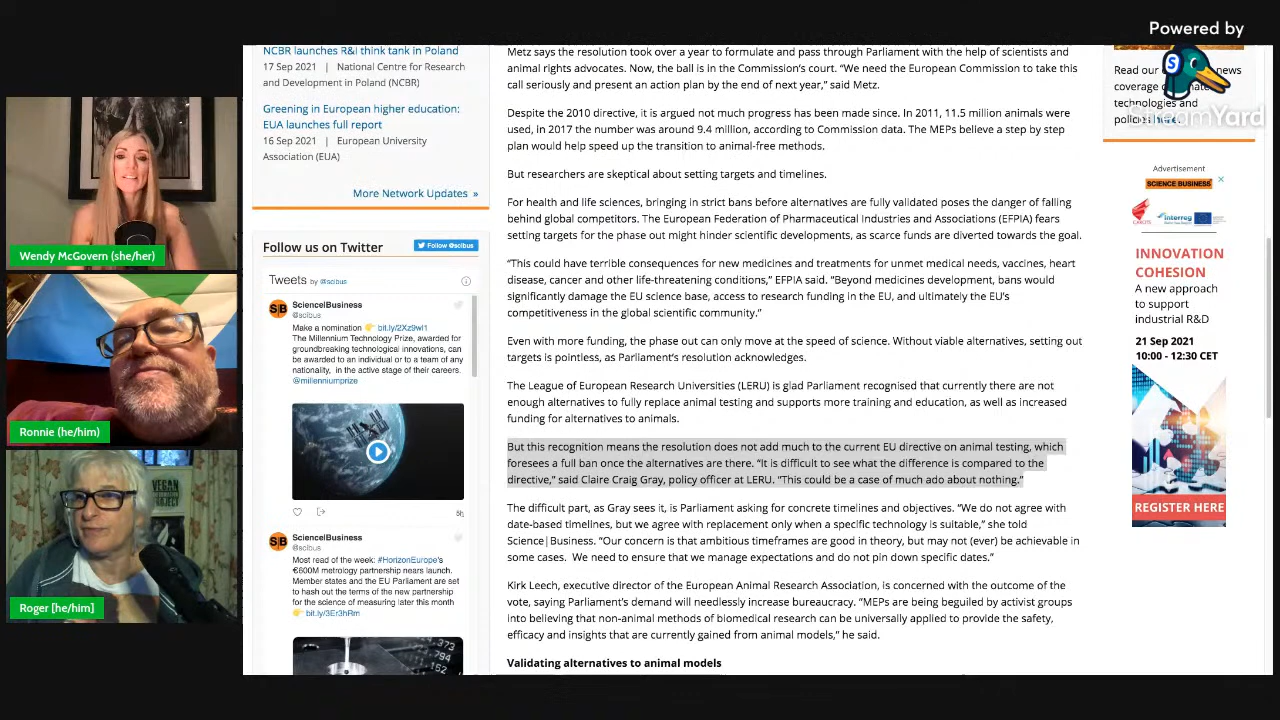 Powered by
StreamYard
Wendy McGovern (she/her)
Ronnie (he/him)
VEGAN
INFORMATION
PROJECT
Roger [he/him]
NCBR launches R&I think tank in Poland
17 Sep 2021 | National Centre for Research
and Development in Poland (NCBR)
Greening in European higher education:
EUA launches full report
16 Sep 2021 | European University
Association (EUA)
More Network Updates »
Follow us on Twitter
Follow @scibus
Tweets by @scibus
Science|Business
@scibus
Make a nomination 👉 bit.ly/2Xz9wl1
The Millennium Technology Prize, awarded for
groundbreaking technological innovations, can
be awarded to an individual or to a team of any
nationality, in the active stage of their careers.
@millenniumprize
5h
Science|Business
@scibus
Most read of the week: #HorizonEurope's
€600M metrology partnership nears launch.
Member states and the EU Parliament are set
to hash out the terms of the new partnership
for the science of measuring later this month
👉 bit.ly/3Er3hRm
Metz says the resolution took over a year to formulate and pass through Parliament with the help of scientists and
animal rights advocates. Now, the ball is in the Commission's court. “We need the European Commission to take this
call seriously and present an action plan by the end of next year,” said Metz.
Despite the 2010 directive, it is argued not much progress has been made since. In 2011, 11.5 million animals were
used, in 2017 the number was around 9.4 million, according to Commission data. The MEPs believe a step by step
plan would help speed up the transition to animal-free methods.
But researchers are skeptical about setting targets and timelines.
For health and life sciences, bringing in strict bans before alternatives are fully validated poses the danger of falling
behind global competitors. The European Federation of Pharmaceutical Industries and Associations (EFPIA) fears
setting targets for the phase out might hinder scientific developments, as scarce funds are diverted towards the goal.
“This could have terrible consequences for new medicines and treatments for unmet medical needs, vaccines, heart
disease, cancer and other life-threatening conditions,” EFPIA said. “Beyond medicines development, bans would
significantly damage the EU science base, access to research funding in the EU, and ultimately the EU's
competitiveness in the global scientific community.”
Even with more funding, the phase out can only move at the speed of science. Without viable alternatives, setting out
targets is pointless, as Parliament's resolution acknowledges.
The League of European Research Universities (LERU) is glad Parliament recognised that currently there are not
enough alternatives to fully replace animal testing and supports more training and education, as well as increased
funding for alternatives to animals.
But this recognition means the resolution does not add much to the current EU directive on animal testing, which
foresees a full ban once the alternatives are there. “It is difficult to see what the difference is compared to the
directive,” said Claire Craig Gray, policy officer at LERU. “This could be a case of much ado about nothing.”
The difficult part, as Gray sees it, is Parliament asking for concrete timelines and objectives. “We do not agree with
date-based timelines, but we agree with replacement only when a specific technology is suitable,” she told
Science|Business. “Our concern is that ambitious timeframes are good in theory, but may not (ever) be achievable in
some cases. We need to ensure that we manage expectations and do not pin down specific dates.”
Kirk Leech, executive director of the European Animal Research Association, is concerned with the outcome of the
vote, saying Parliament's demand will needlessly increase bureaucracy. “MEPs are being beguiled by activist groups
into believing that non-animal methods of biomedical research can be universally applied to provide the safety,
efficacy and insights that are currently gained from animal models,” he said.
Validating alternatives to animal models
Read our news
coverage
technologies and
here.
Advertisement
SCIENCE BUSINESS
Interreg
INNOVATION
COHESION
A new approach
to support
industrial R&D
21 Sep 2021
10:00 - 12:30 CET
REGISTER HERE